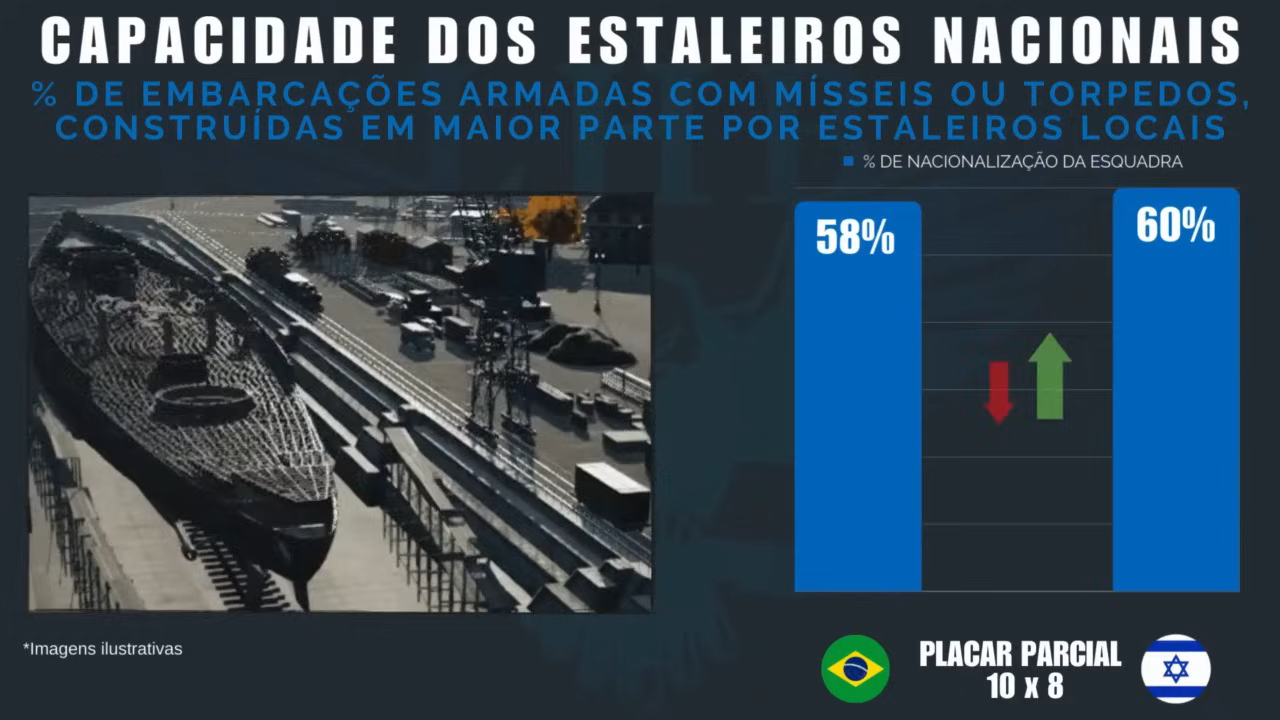 CAPACIDADE DOS ESTALEIROS NACIONAIS
% DE EMBARCAÇÕES ARMADAS COM MÍSSEIS OU TORPEDOS,
CONSTRUÍDAS EM MAIOR PARTE POR ESTALEIROS LOCAIS
% DE NACIONALIZAÇÃO DA ESQUADRA
58%
60%
*Imagens ilustrativas
PLACAR PARCIAL
10 x 8